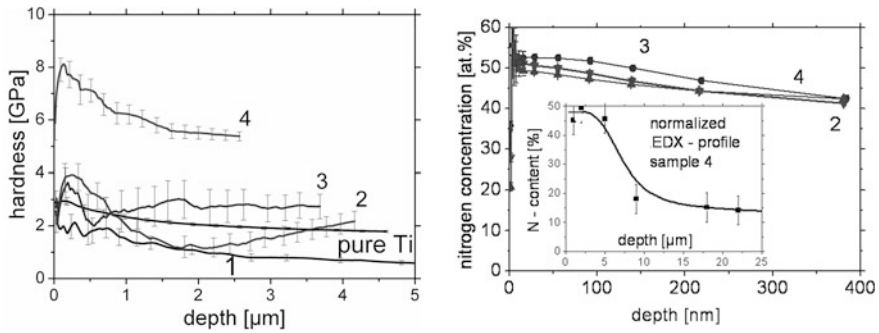 hardness [GPa]
10
8
6
4
2
0
4
3
2
pure Ti
1
0 1 2 3 4 5
depth [µm]
nitrogen concentration [at.%]
60
50
40
30
20
10
0
3
4
2
normalized
EDX - profile
sample 4
N - content [%]
50
40
30
20
10
0
0 5 10 15 20 25
depth [µm]
0 100 200 300 400
depth [nm]